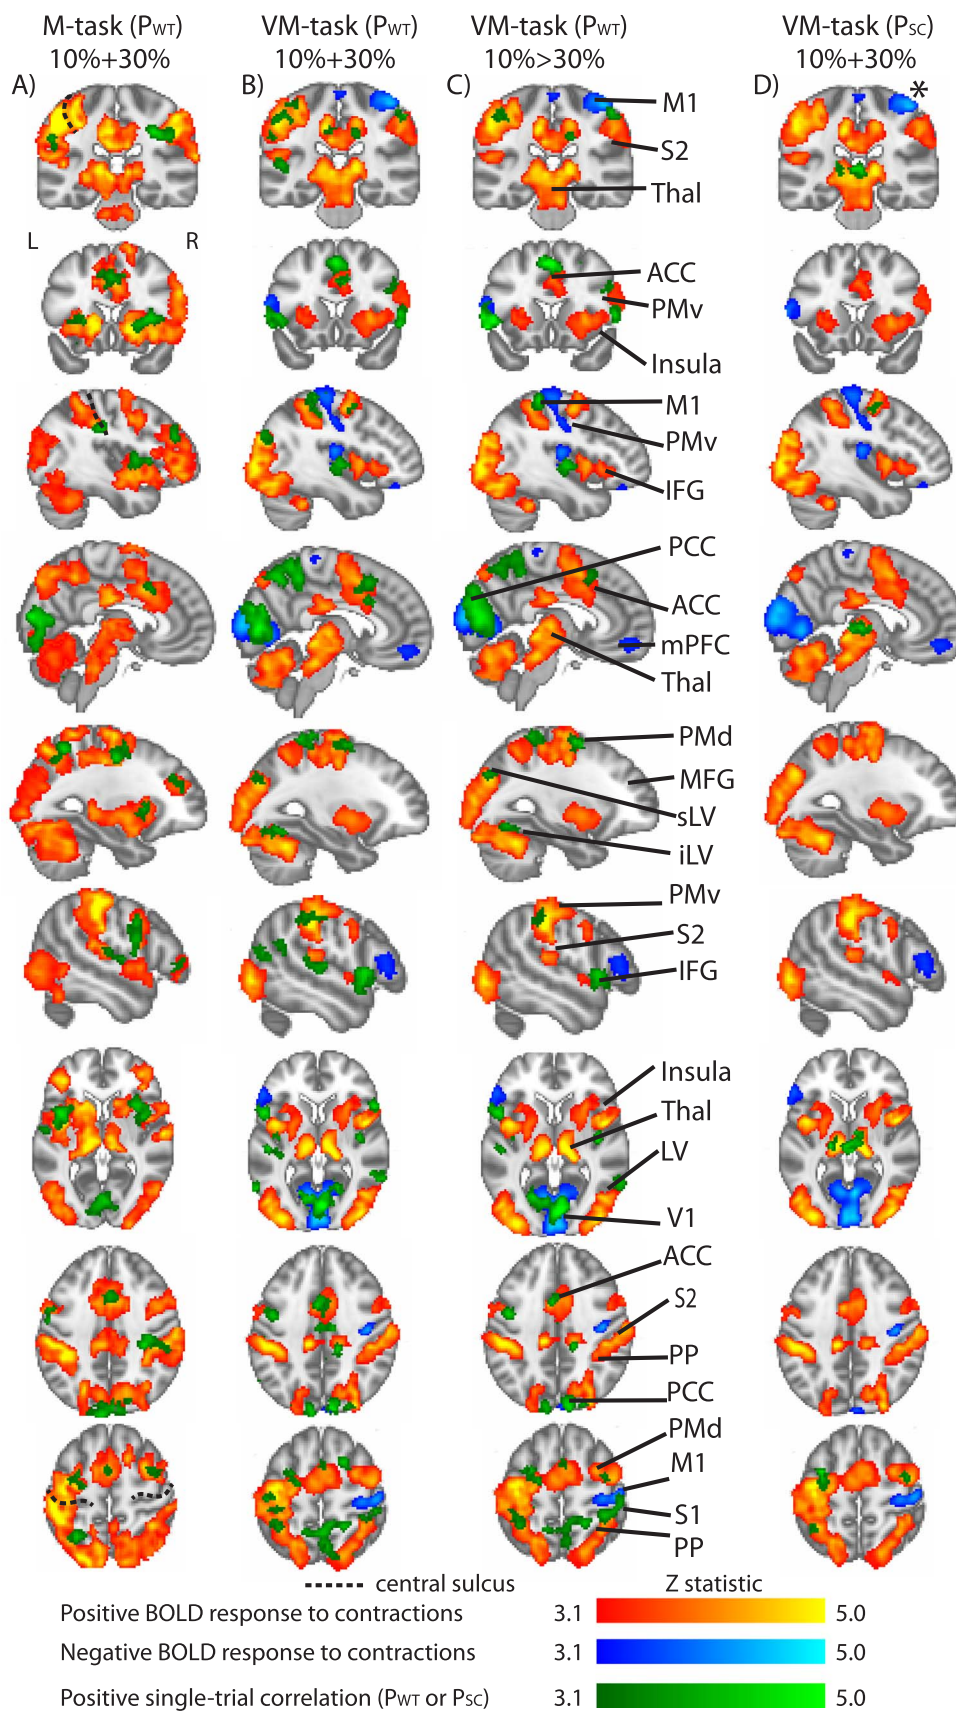 M-task (PWT) VM-task (PWT) VM-task (PWT) VM-task (PSC)
10%+30% 10%+30% 10%>30% 10%+30%
A) B) C) D) *
M1
S2
Thal
L R
ACC
PMv
Insula
M1
PMv
IFG
PCC
ACC
mPFC
Thal
PMd
MFG
sLV
iLV
PMv
S2
IFG
Insula
Thal
LV
V1
ACC
S2
PP
PCC
PMd
M1
S1
PP
central sulcus Z statistic
Positive BOLD response to contractions 3.1 5.0
Negative BOLD response to contractions 3.1 5.0
Positive single-trial correlation (PWT or PSC) 3.1 5.0